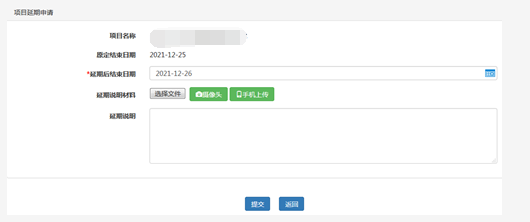 项目延期申请
项目名称
原定结束日期 2021-12-25
*延期后结束日期 2021-12-26
延期说明材料 选择文件 摄像头 手机上传
延期说明
提交 返回